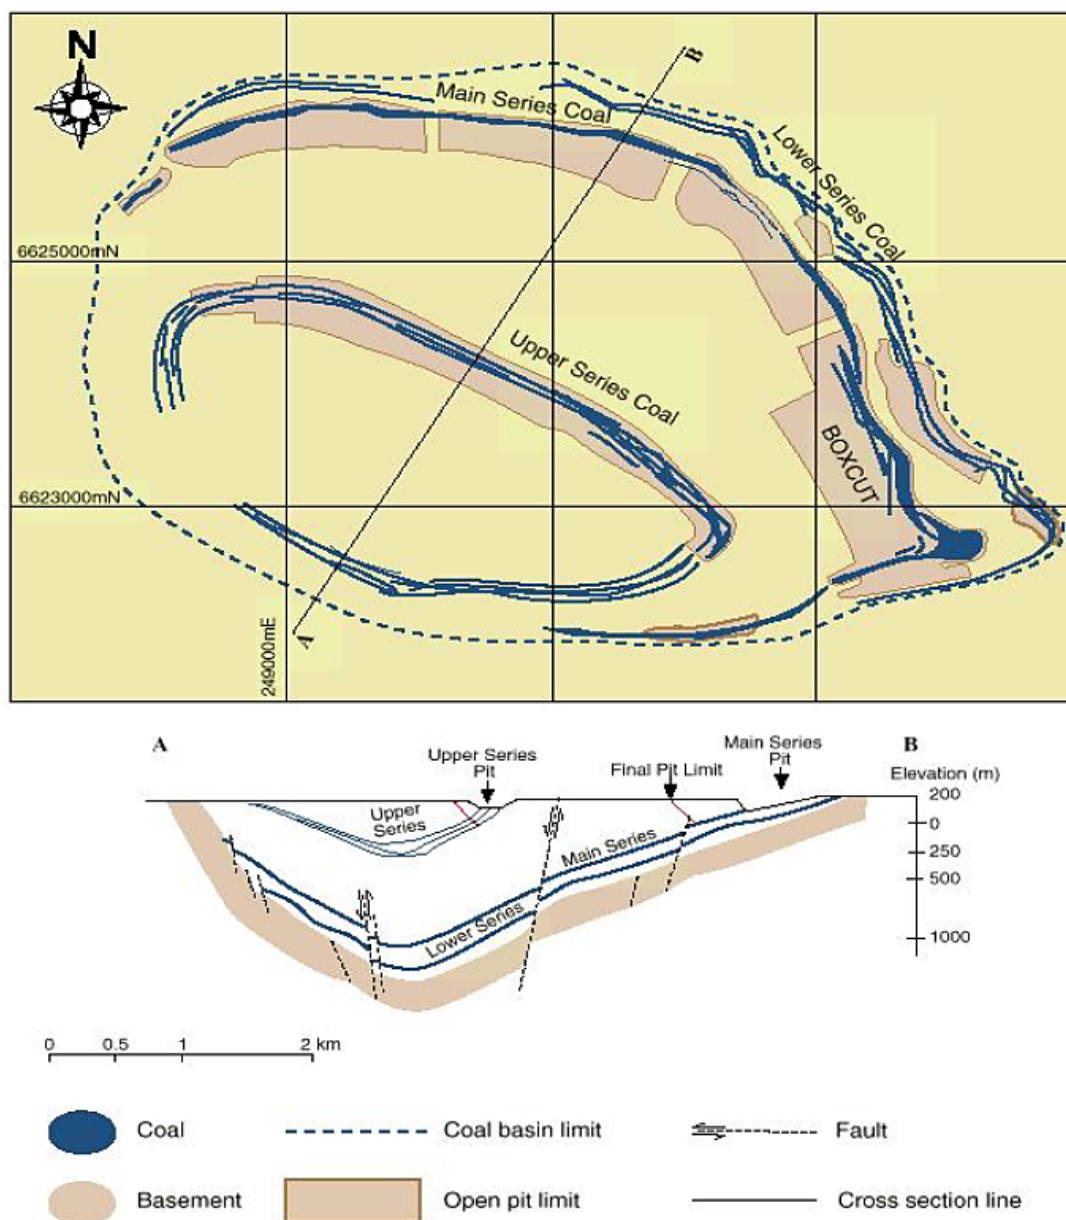 N
B
Main Series Coal
Lower Series Coal
6625000mN
Upper Series Coal
BOXCUT
6623000mN
249000mE
A
A
B
Upper Series
Pit
Final Pit Limit
Main Series
Pit
Elevation (m)
200
0
250
500
1000
Upper
Series
Main Series
Lower Series
0
0.5
1
2 km
Coal
Coal basin limit
Fault
Basement
Open pit limit
Cross section line